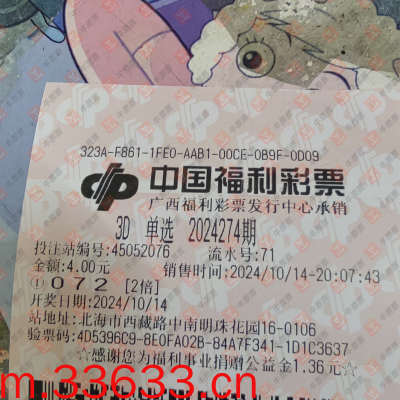 323A-F861-1FE0-AAB1-00CE-0B9F-0D09
中国福利彩票
广西福利彩票发行中心承销
3D 单选 2024274期
投注站编号:45052076 流水号:71
金额:4.00元 销售时间:2024/10/14-20:07:43
①072 [2倍]
开奖日期:2024/10/14
站地址:北海市西藏路中南明珠花园16-0106
验票码:4D5396C9-8E0FA02B-84A7F341-1D1C3637
☆感谢您为福利事业捐赠公益金1.36元☆
m.33633.cn